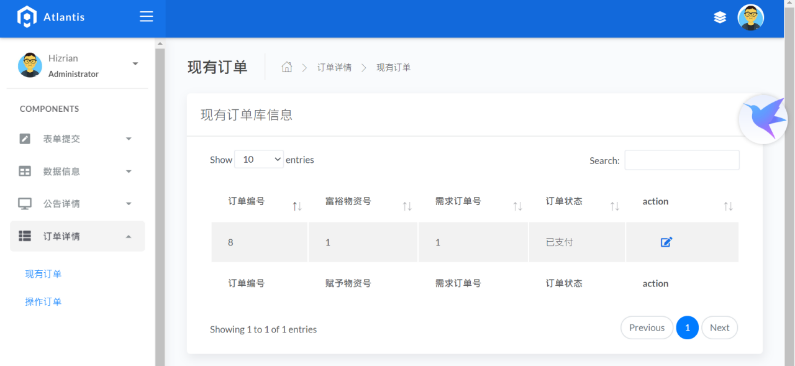 Atlantis
Hizrian
Administrator
COMPONENTS
表单提交
数据信息
公告详情
订单详情
现有订单
操作订单
现有订单
订单详情
现有订单
现有订单库信息
Show 10 entries
Search:
订单编号 富裕物资号 需求订单号 订单状态 action
8 1 1 已支付
订单编号 赋予物资号 需求订单号 订单状态 action
Showing 1 to 1 of 1 entries
Previous 1 Next